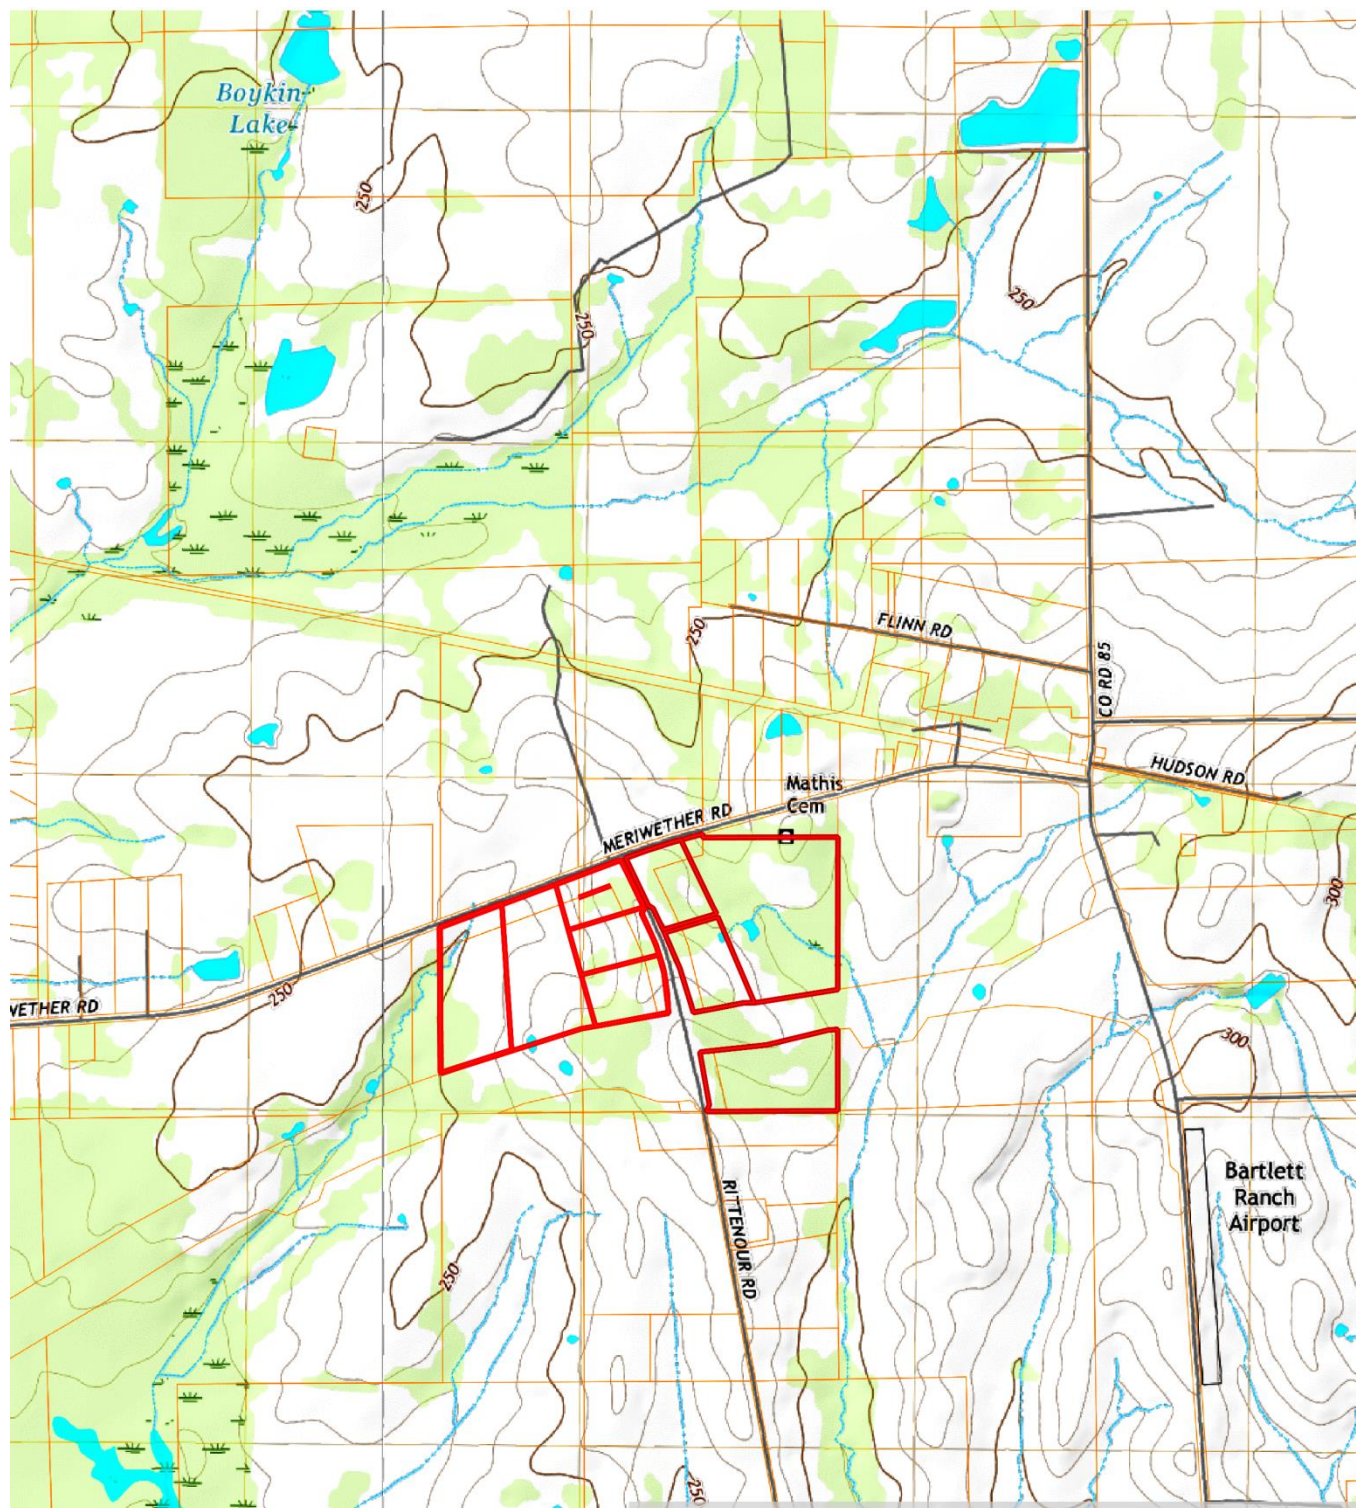 Boykin
Lake
250
250
250
FLINN RD
250
CO RD 85
HUDSON RD
Mathis
Cem
MERIWETHER RD
300
250
WETHER RD
300
Bartlett
Ranch
Airport
RITTENOUR RD
250
250